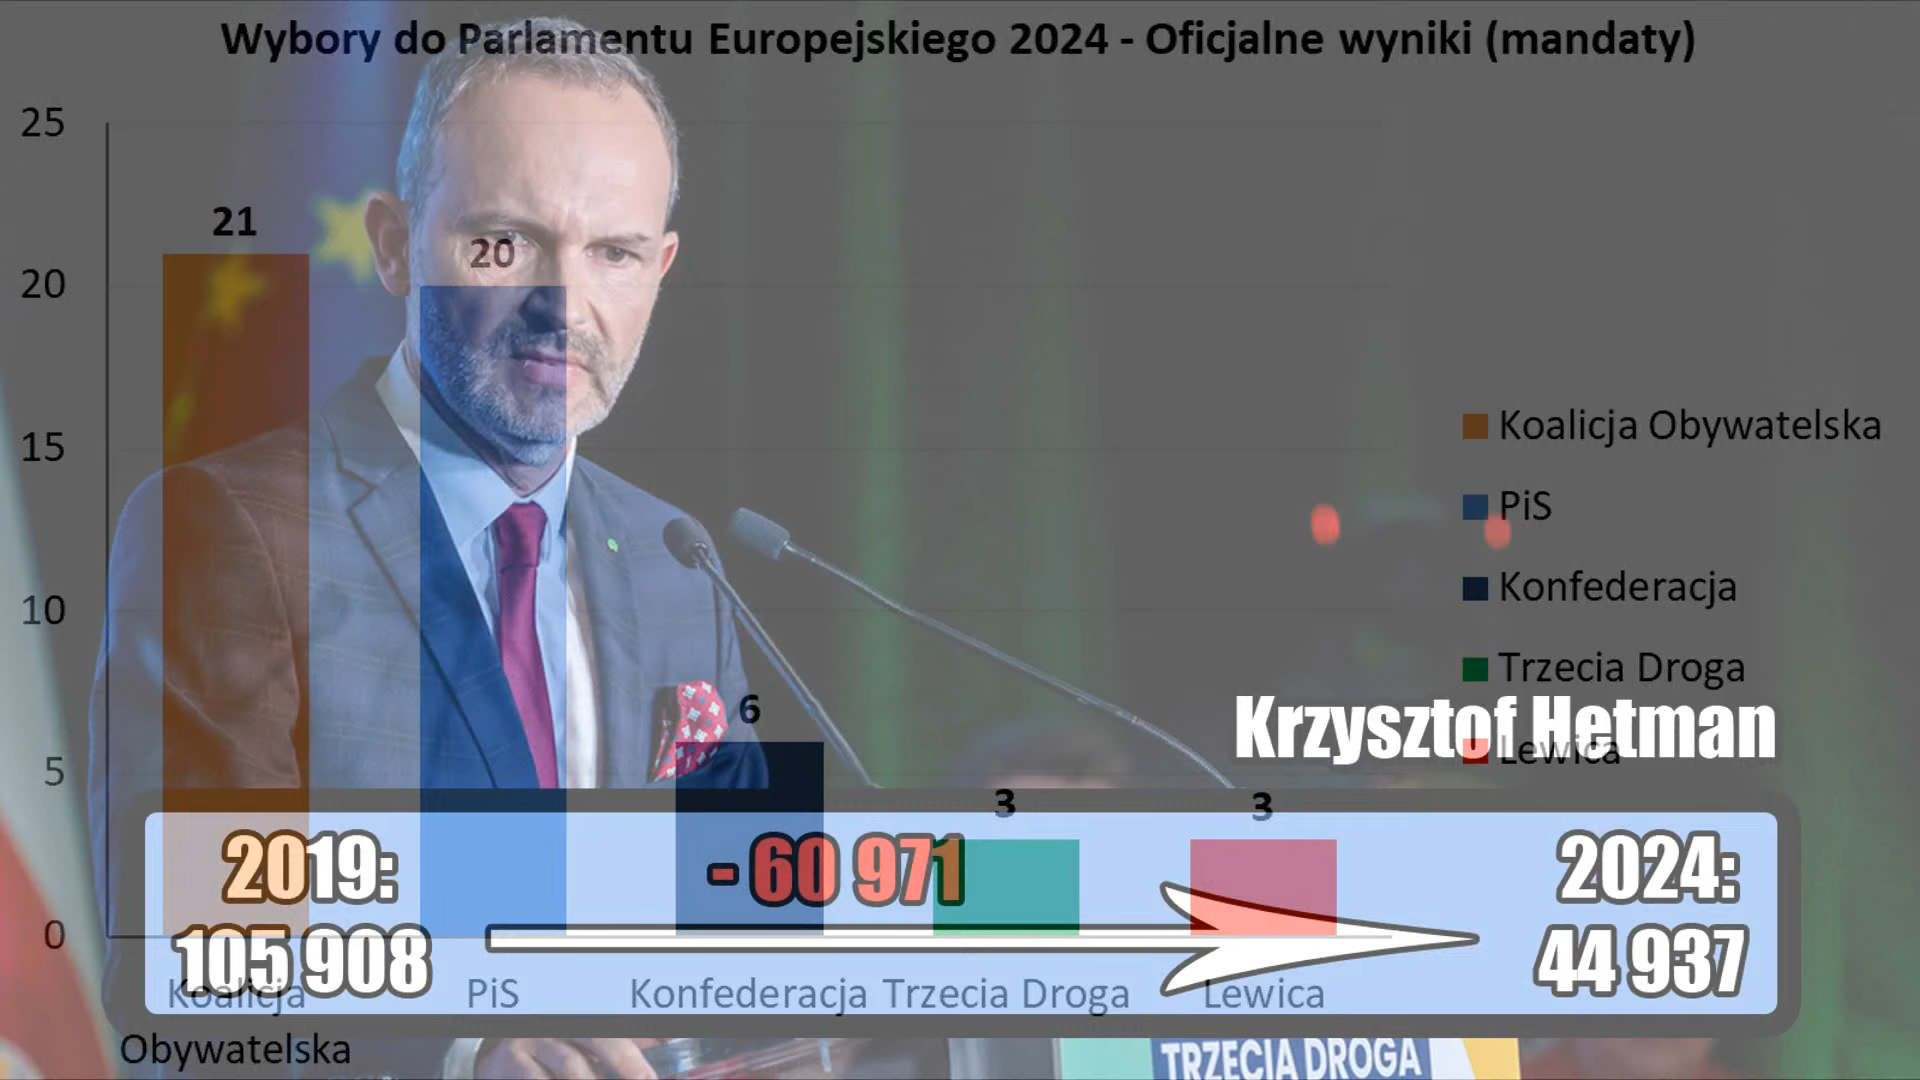 Wybory do Parlamentu Europejskiego 2024 - Oficjalne wyniki (mandaty)
25
20
15
10
5
0
21
20
6
3
3
Koalicja Obywatelska
PiS
Konfederacja
Trzecia Droga
Lewica
Krzysztof Hetman
2019:
105 908
- 60 971
2024:
44 937
Koalicja
Obywatelska
PiS
Konfederacja
Trzecia Droga
Lewica
TRZECIA DROGA